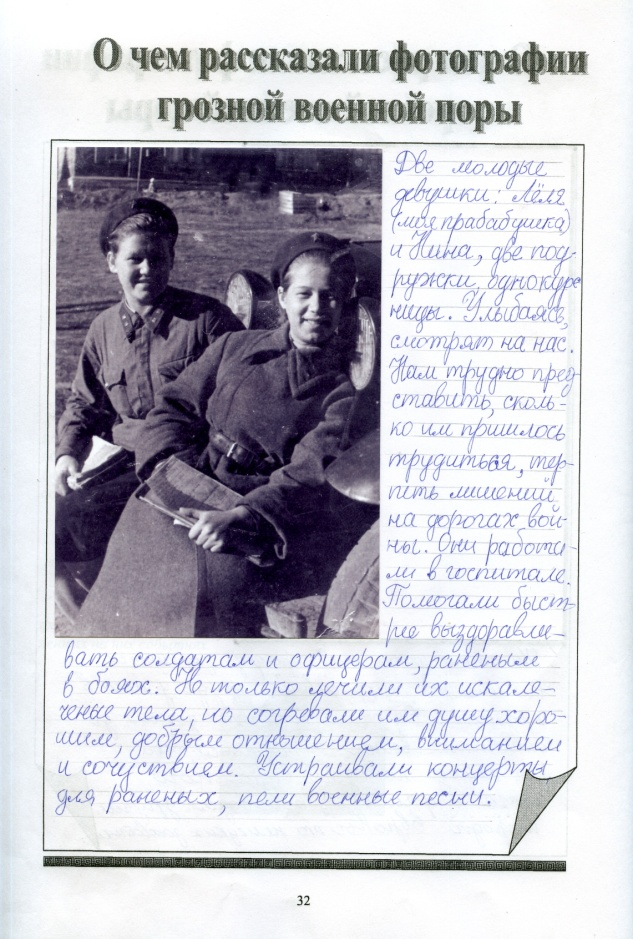 О чем рассказали фотографии
грозной военной поры
Две молодые
девушки: Лёля
(моя прабабушка)
и Нина, две под-
ружки, однокурс
ницы. Улыбаясь,
смотрят на нас.
Нам трудно пред-
ставить, сколь-
ко им пришлось
трудиться, тер-
петь лишений
на дорогах вой-
ны. Они работа-
ли в госпитале.
Помогали быст-
рее выздоравли-
вать солдатам и офицерам, раненым
в боях. Не только лечили их искале-
ченые тела, но согревали им душу хоро-
шим, добрым отношением, вниманием
и сочуствием. Устраивали концерты
для раненых, пели военные песни.
32